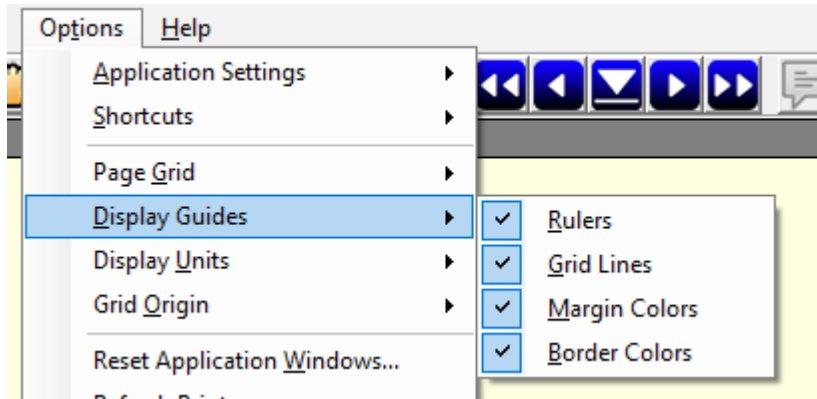 Options Help
Application Settings
Shortcuts
Page Grid
Display Guides
Rulers
Display Units
Grid Lines
Grid Origin
Margin Colors
Reset Application Windows...
Border Colors